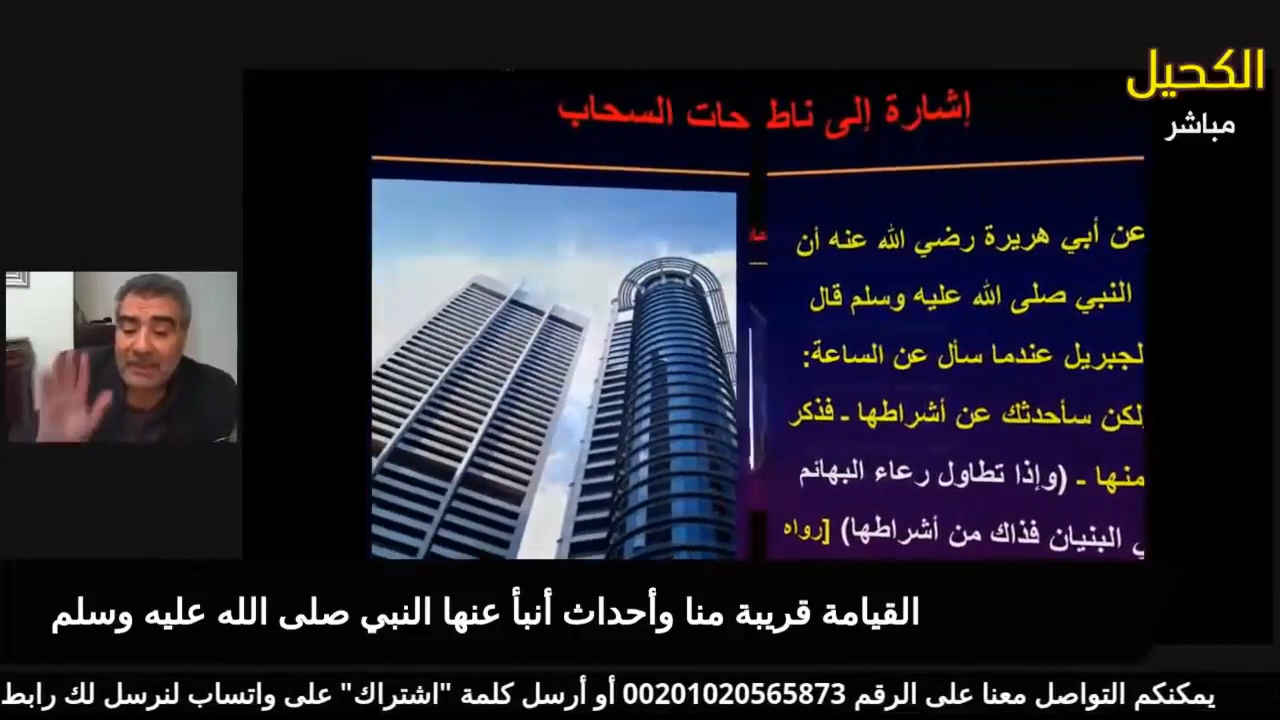 الكحيل
مباشر
إشارة إلى ناطحات السحاب
عن أبي هريرة رضي الله عنه أن
النبي صلى الله عليه وسلم قال
لجبريل عندما سأل عن الساعة:
لكن سأحدثك عن أشراطها ـ فذكر
منها ـ (وإذا تطاول رعاء البهائم
البنيان فذاك من أشراطها) [رواه
القيامة قريبة منا وأحداث أنبأ عنها النبي صلى الله عليه وسلم
يمكنكم التواصل معنا على الرقم 00201020565873 أو أرسل كلمة "اشتراك" على واتساب لنرسل لك رابط